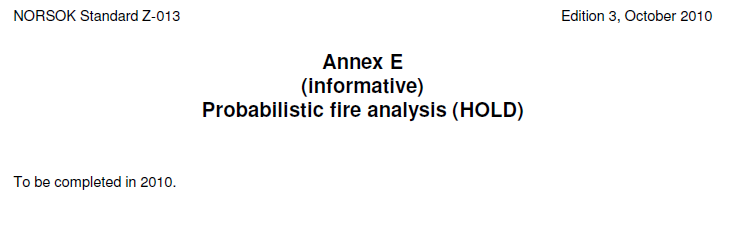 NORSOK Standard Z-013 Edition 3, October 2010
Annex E
(informative)
Probabilistic fire analysis (HOLD)
To be completed in 2010.